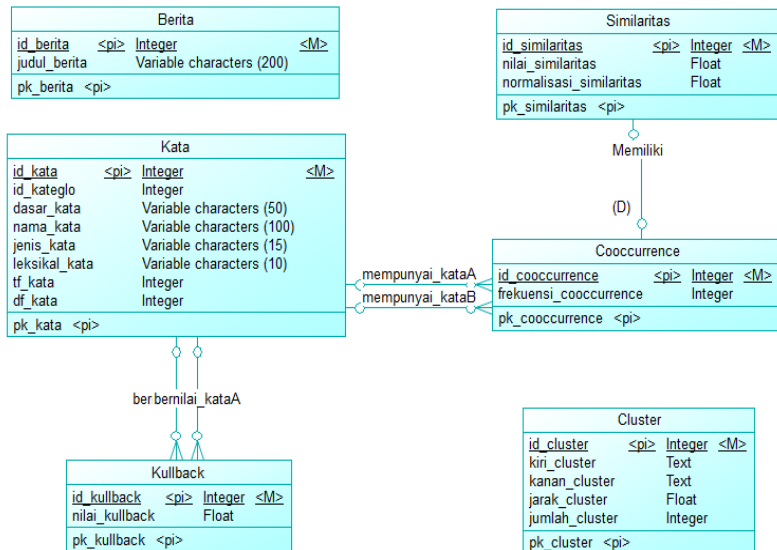 Berita
id_berita <pi> Integer <M>
judul_berita Variable characters (200)
pk_berita <pi>
Similaritas
id_similaritas <pi> Integer <M>
nilai_similaritas Float
normalisasi_similaritas Float
pk_similaritas <pi>
Kata
id_kata <pi> Integer <M>
id_kateglo Integer
dasar_kata Variable characters (50)
nama_kata Variable characters (100)
jenis_kata Variable characters (15)
leksikal_kata Variable characters (10)
tf_kata Integer
df_kata Integer
pk_kata <pi>
Memiliki
(D)
mempunyai_kataA
mempunyai_kataB
Cooccurrence
id_cooccurrence <pi> Integer <M>
frekuensi_cooccurrence Integer
pk_cooccurrence <pi>
berbernilai_kataA
Kullback
id_kullback <pi> Integer <M>
nilai_kullback Float
pk_kullback <pi>
Cluster
id_cluster <pi> Integer <M>
kiri_cluster Text
kanan_cluster Text
jarak_cluster Float
jumlah_cluster Integer
pk_cluster <pi>